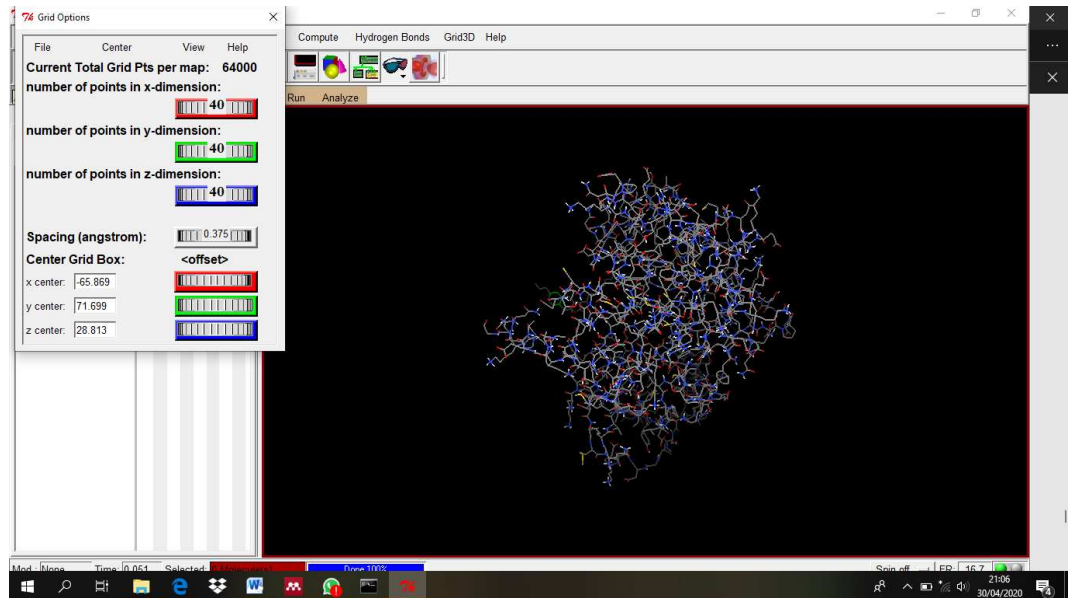 Grid Options
File Center View Help
Current Total Grid Pts per map: 64000
number of points in x-dimension:
40
number of points in y-dimension:
40
number of points in z-dimension:
40
Spacing (angstrom): 0.375
Center Grid Box: <offset>
x center: -65.869
y center: 71.699
z center: 28.813
Compute Hydrogen Bonds Grid3D Help
Run Analyze
Mod.: None Time: 0.051 Selected: Done 100% Spin off FR: 16.7
21:06
30/04/2020